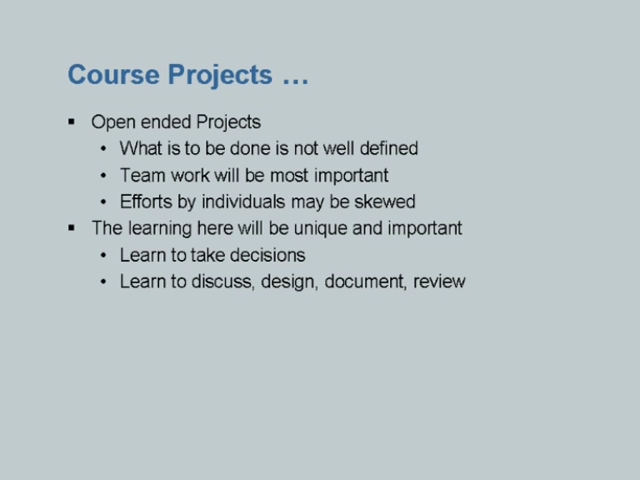 Course Projects …
▪ Open ended Projects
• What is to be done is not well defined
• Team work will be most important
• Efforts by individuals may be skewed
▪ The learning here will be unique and important
• Learn to take decisions
• Learn to discuss, design, document, review